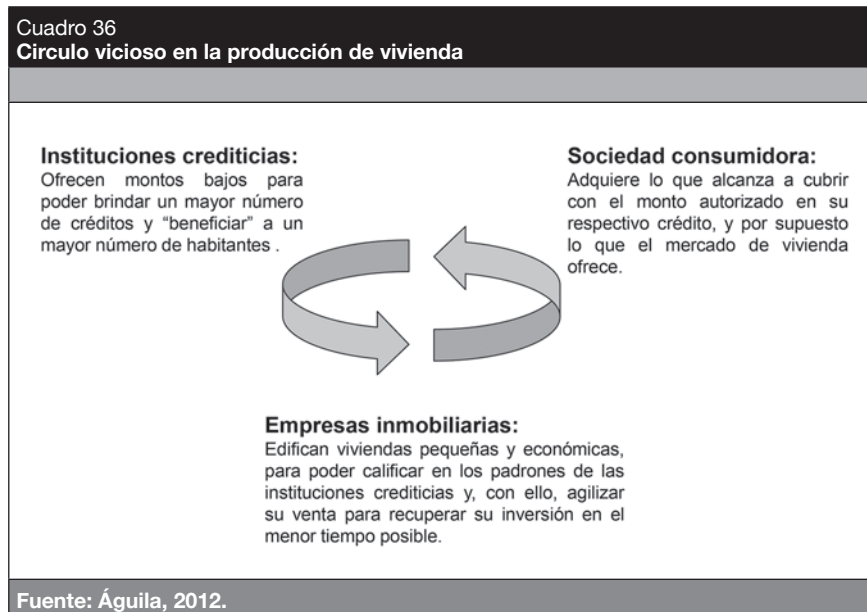 Cuadro 36
Circulo vicioso en la producción de vivienda
Instituciones crediticias:
Ofrecen montos bajos para
poder brindar un mayor número
de créditos y “beneficiar” a un
mayor número de habitantes .
Sociedad consumidora:
Adquiere lo que alcanza a cubrir
con el monto autorizado en su
respectivo crédito, y por supuesto
lo que el mercado de vivienda
ofrece.
Empresas inmobiliarias:
Edifican viviendas pequeñas y económicas,
para poder calificar en los padrones de las
instituciones crediticias y, con ello, agilizar
su venta para recuperar su inversión en el
menor tiempo posible.
Fuente: Águila, 2012.